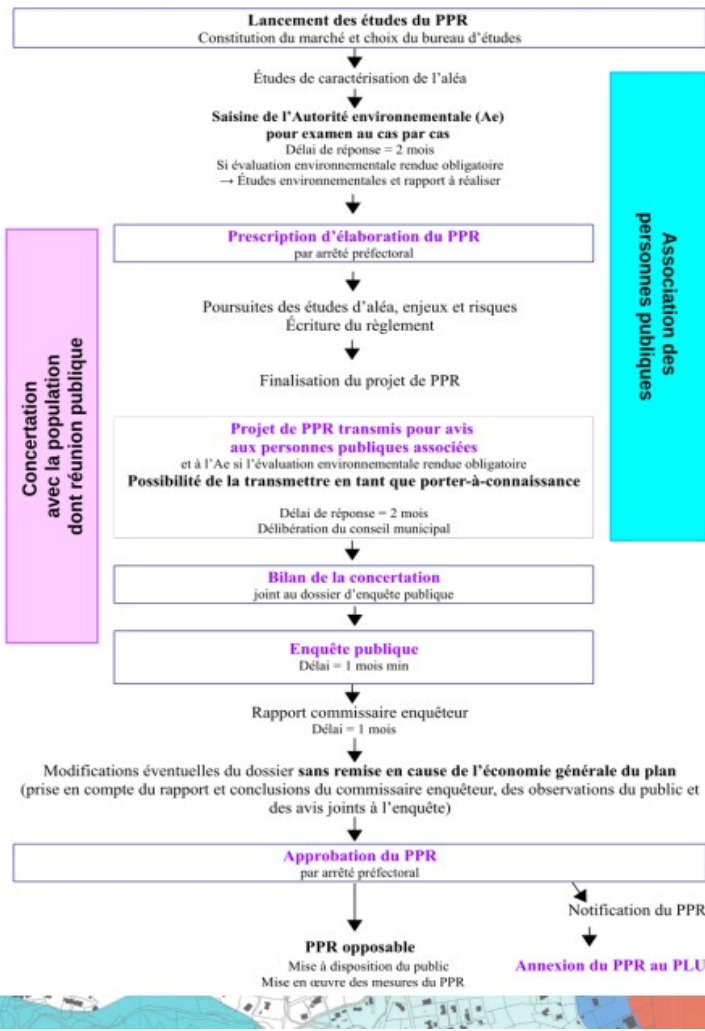 Lancement des études du PPR
Constitution du marché et choix du bureau d'études
Études de caractérisation de l'aléa
Saisine de l'Autorité environnementale (Ae)
pour examen au cas par cas
Délai de réponse = 2 mois
Si évaluation environnementale rendue obligatoire
→ Études environnementales et rapport à réaliser
Association des
personnes publiques
Concertation
avec la population
dont réunion publique
Prescription d'élaboration du PPR
par arrêté préfectoral
Poursuites des études d'aléa, enjeux et risques
Écriture du règlement
Finalisation du projet de PPR
Projet de PPR transmis pour avis
aux personnes publiques associées
et à l'Ae si l'évaluation environnementale rendue obligatoire
Possibilité de la transmettre en tant que porter-à-connaissance
Délai de réponse = 2 mois
Délibération du conseil municipal
Bilan de la concertation
joint au dossier d'enquête publique
Enquête publique
Délai = 1 mois min
Rapport commissaire enquêteur
Délai = 1 mois
Modifications éventuelles du dossier sans remise en cause de l'économie générale du plan
(prise en compte du rapport et conclusions du commissaire enquêteur, des observations du public et
des avis joints à l'enquête)
Approbation du PPR
par arrêté préfectoral
Notification du PPR
PPR opposable
Mise à disposition du public
Mise en œuvre des mesures du PPR
Annexion du PPR au PLU